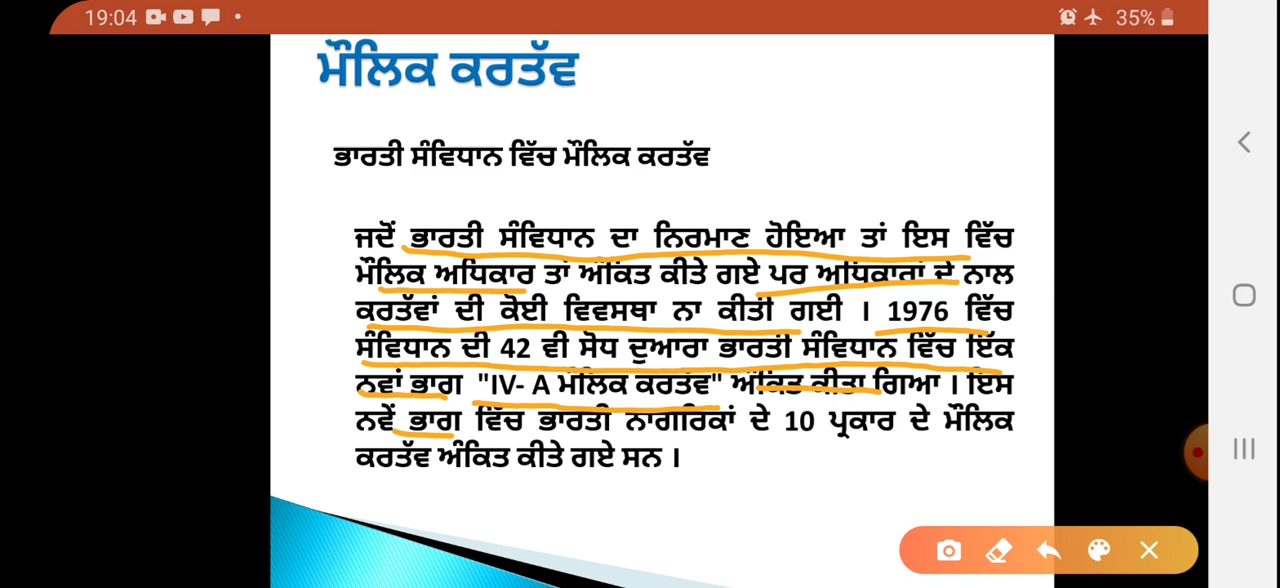 19:04
35%
ਮੌਲਿਕ ਕਰਤੱਵ
ਭਾਰਤੀ ਸੰਵਿਧਾਨ ਵਿੱਚ ਮੌਲਿਕ ਕਰਤੱਵ
ਜਦੋਂ ਭਾਰਤੀ ਸੰਵਿਧਾਨ ਦਾ ਨਿਰਮਾਣ ਹੋਇਆ ਤਾਂ ਇਸ ਵਿੱਚ
ਮੌਲਿਕ ਅਧਿਕਾਰ ਤਾਂ ਅੰਕਿਤ ਕੀਤੇ ਗਏ ਪਰ ਅਧਿਕਾਰਾਂ ਦੇ ਨਾਲ
ਕਰਤੱਵਾਂ ਦੀ ਕੋਈ ਵਿਵਸਥਾ ਨਾ ਕੀਤੀ ਗਈ । 1976 ਵਿੱਚ
ਸੰਵਿਧਾਨ ਦੀ 42 ਵੀ ਸੋਧ ਦੁਆਰਾ ਭਾਰਤੀ ਸੰਵਿਧਾਨ ਵਿੱਚ ਇੱਕ
ਨਵਾਂ ਭਾਗ "IV- A ਮੌਲਿਕ ਕਰਤੱਵ" ਅੰਕਿਤ ਕੀਤਾ ਗਿਆ । ਇਸ
ਨਵੇਂ ਭਾਗ ਵਿੱਚ ਭਾਰਤੀ ਨਾਗਰਿਕਾਂ ਦੇ 10 ਪ੍ਰਕਾਰ ਦੇ ਮੌਲਿਕ
ਕਰਤੱਵ ਅੰਕਿਤ ਕੀਤੇ ਗਏ ਸਨ ।